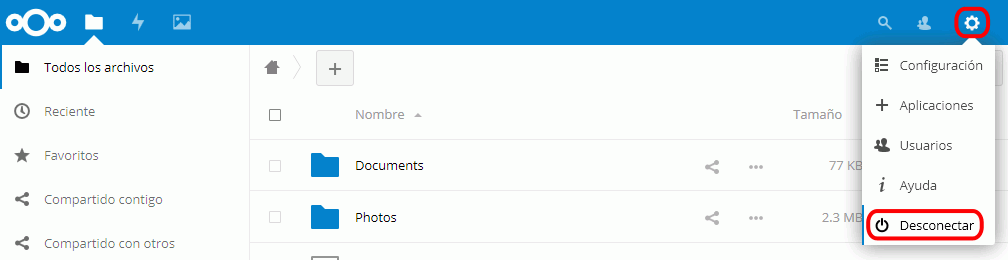 Todos los archivos
Reciente
Favoritos
Compartido contigo
Compartido con otros
Nombre
Tamaño
Documents
77 KB
Photos
2.3 MB
Configuración
Aplicaciones
Usuarios
Ayuda
Desconectar